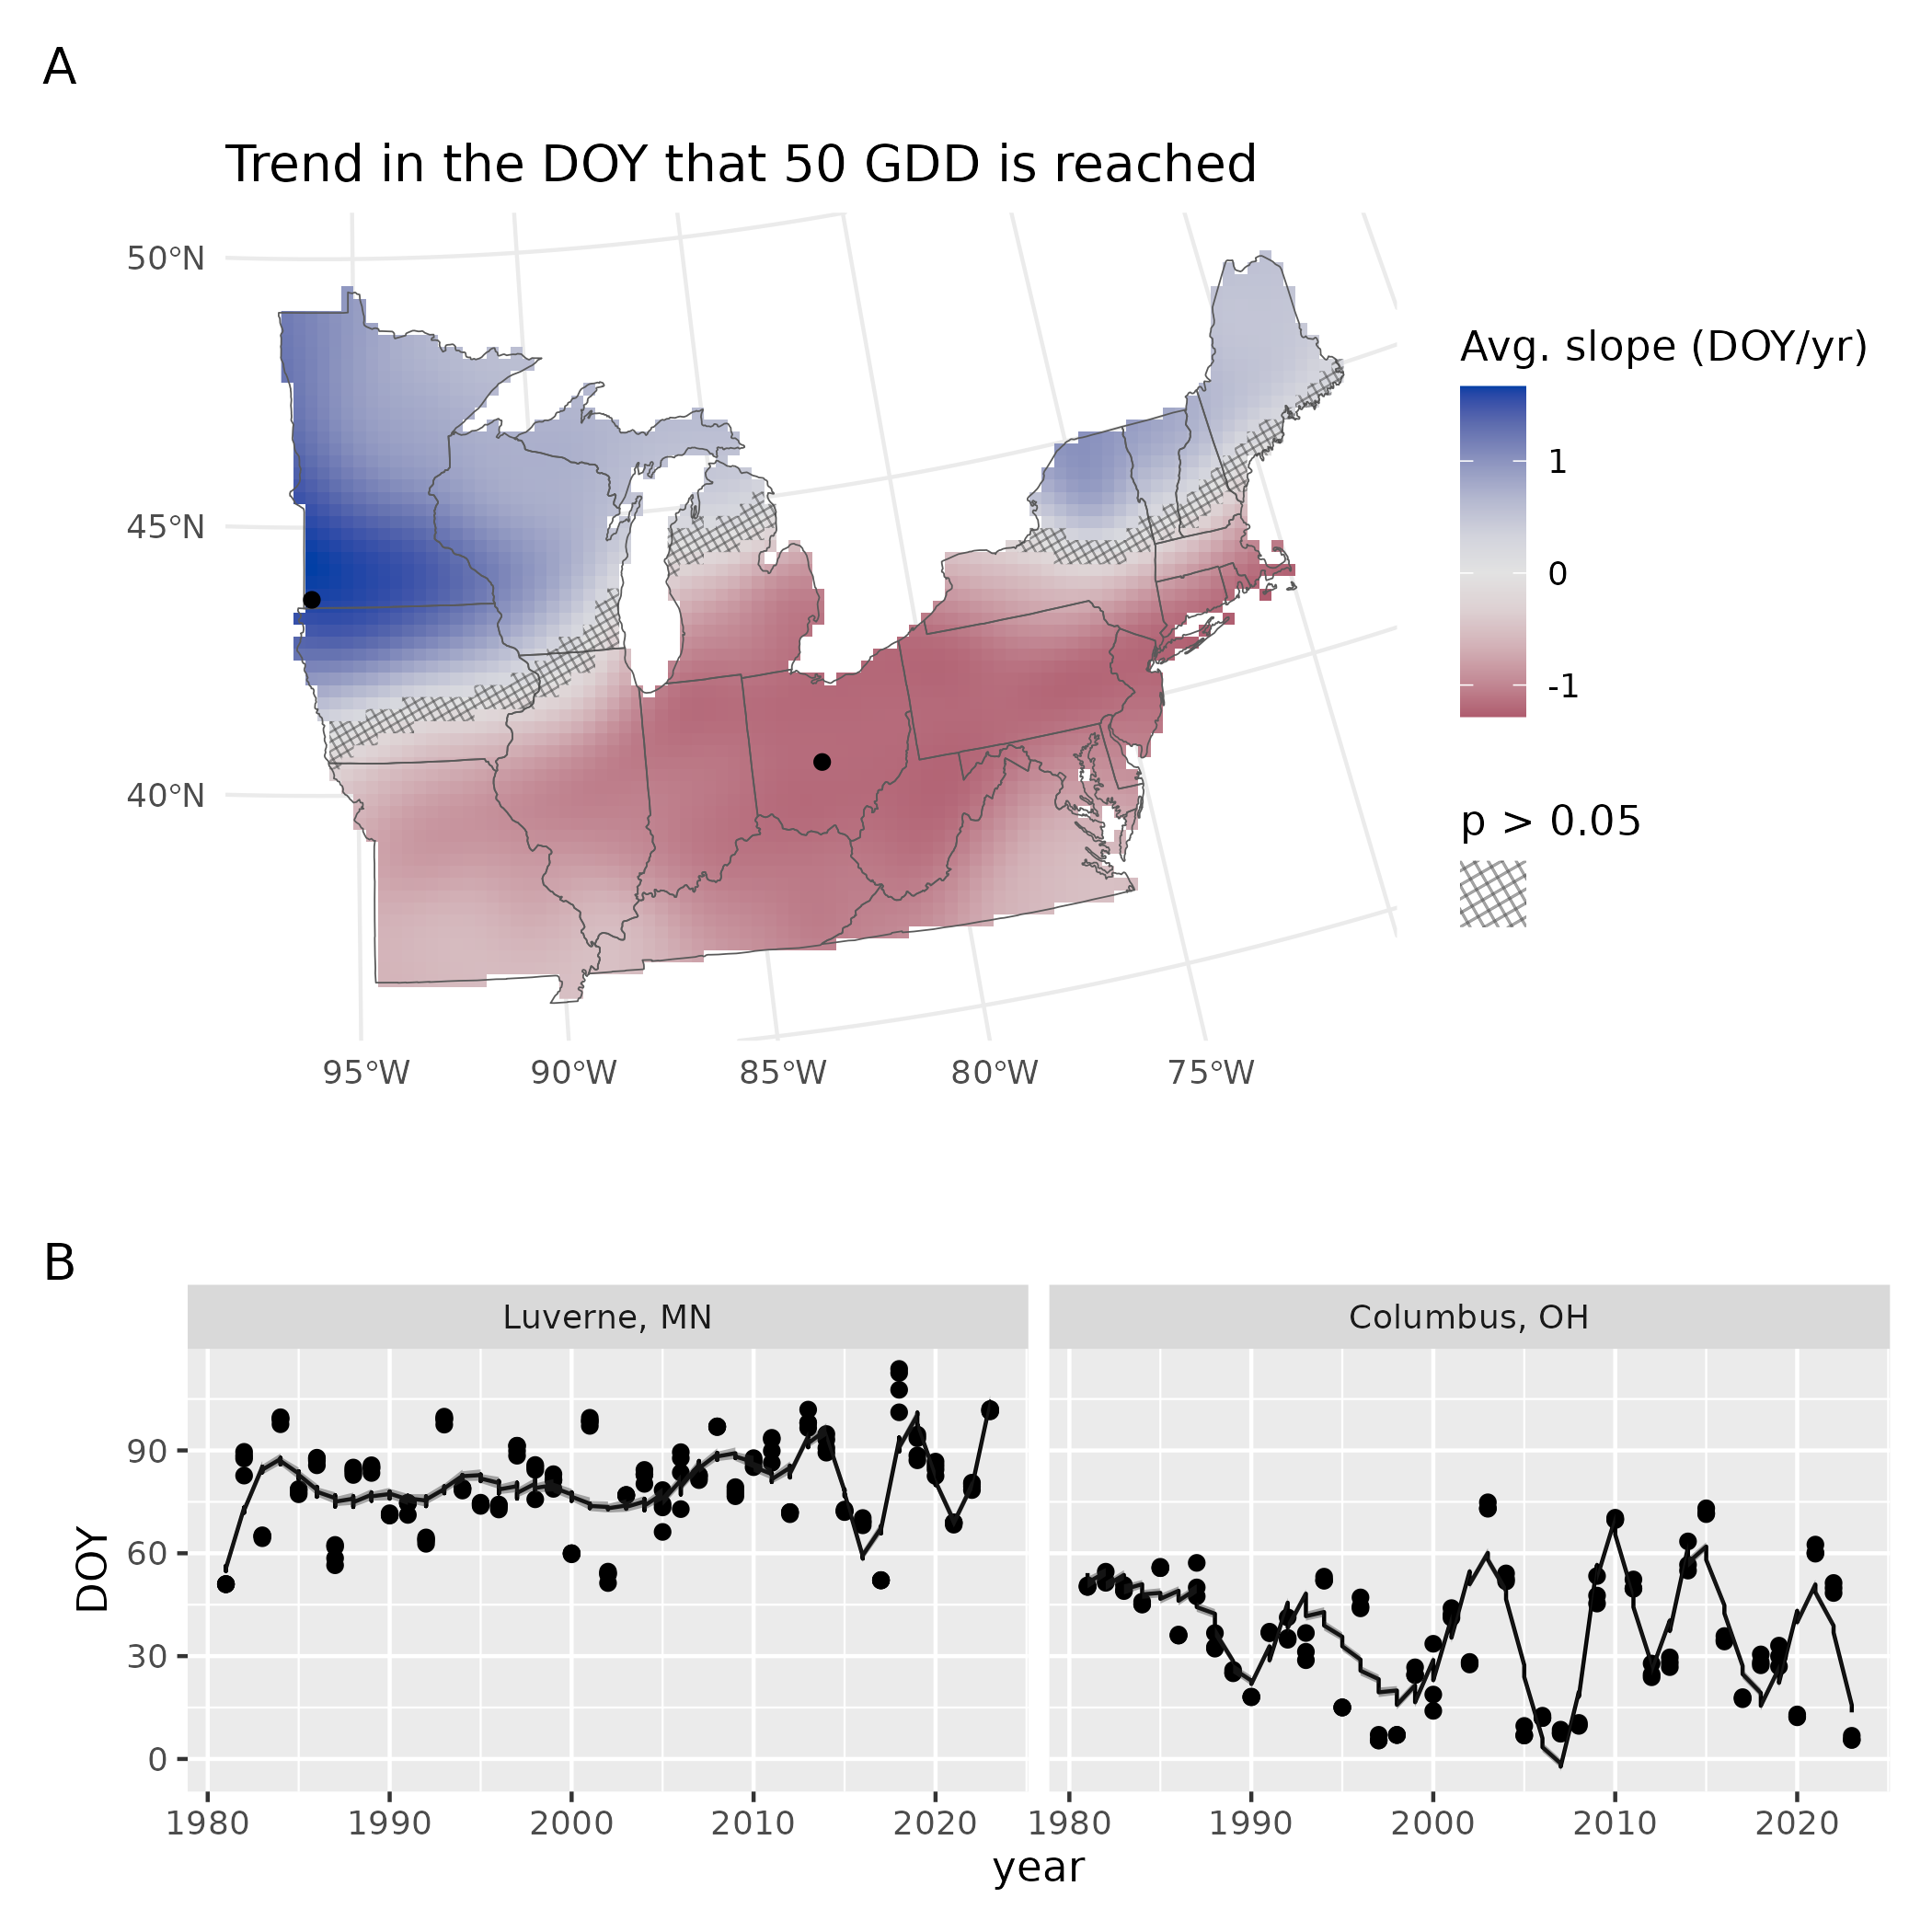 A
Trend in the DOY that 50 GDD is reached
50°N
45°N
40°N
95°W 90°W 85°W 80°W 75°W
Avg. slope (DOY/yr)
1
0
-1
p > 0.05
B
Luverne, MN Columbus, OH
DOY
90
60
30
0
1980 1990 2000 2010 2020 1980 1990 2000 2010 2020
year